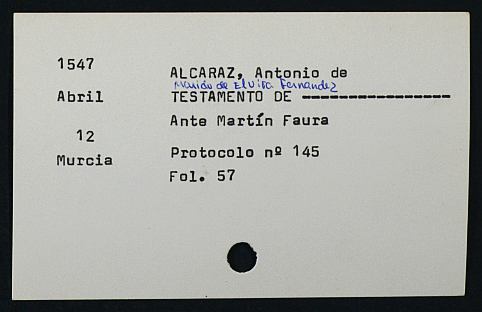 1547
ALCARAZ, Antonio de
Marido de Elvira Fernandez
Abril
TESTAMENTO DE ----------------
Ante Martín Faura
12
Murcia
Protocolo nº 145
Fol. 57